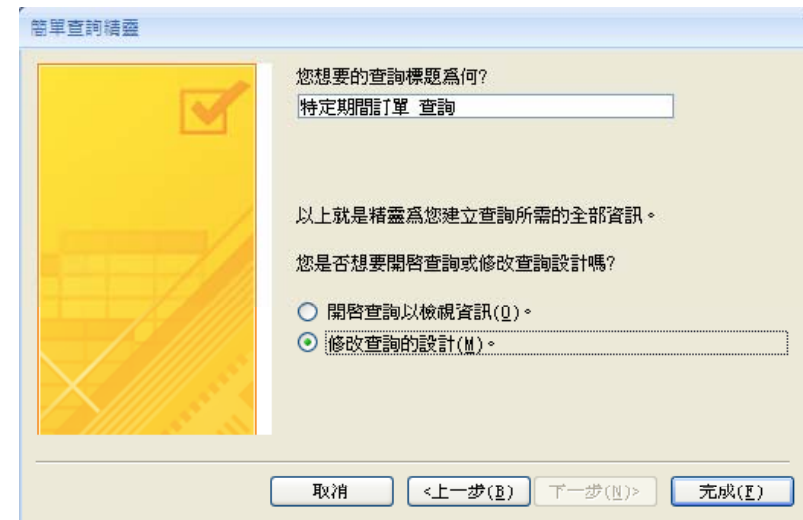 簡單查詢精靈
您想要的查詢標題為何?
特定期間訂單 查詢
以上就是精靈為您建立查詢所需的全部資訊。
您是否想要開啓查詢或修改查詢設計嗎?
開啓查詢以檢視資訊(O)。
修改查詢的設計(M)。
取消 <上一步(B) 下一步(N)> 完成(F)